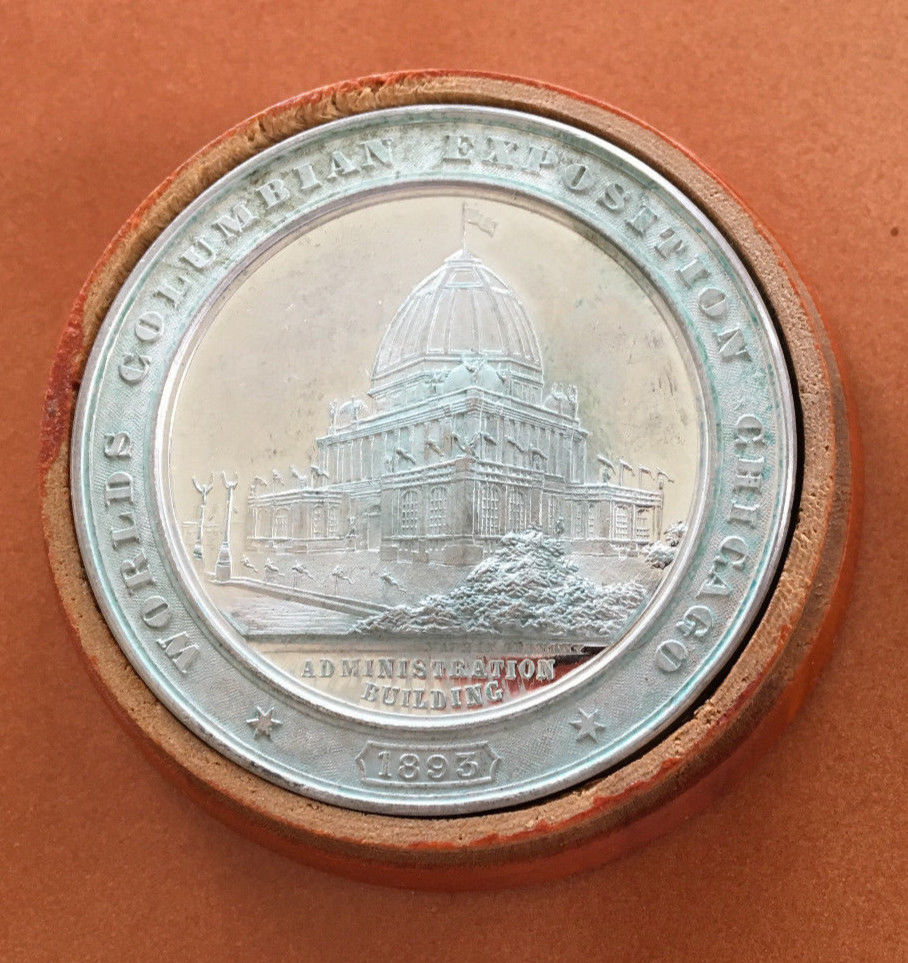 WORLDS COLUMBIAN EXPOSITION CHICAGO
ADMINISTRATION
BUILDING
1893